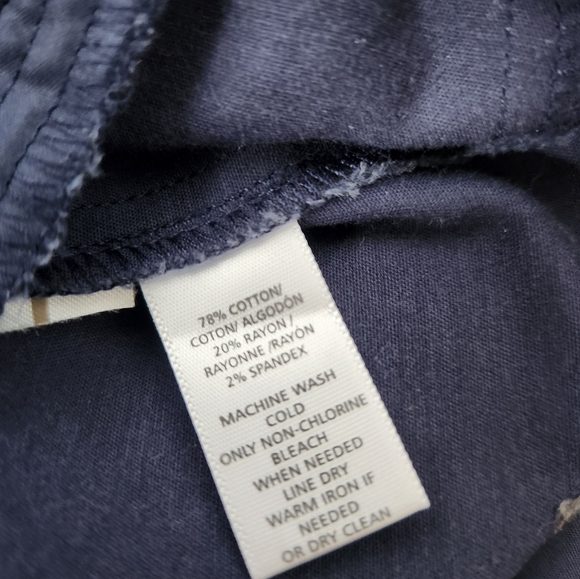 78% COTTON/
COTON/ ALGODÓN
20% RAYON /
RAYONNE /RAYÓN
2% SPANDEX
MACHINE WASH
COLD
ONLY NON-CHLORINE
BLEACH
WHEN NEEDED
LINE DRY
WARM IRON IF
NEEDED
OR DRY CLEAN